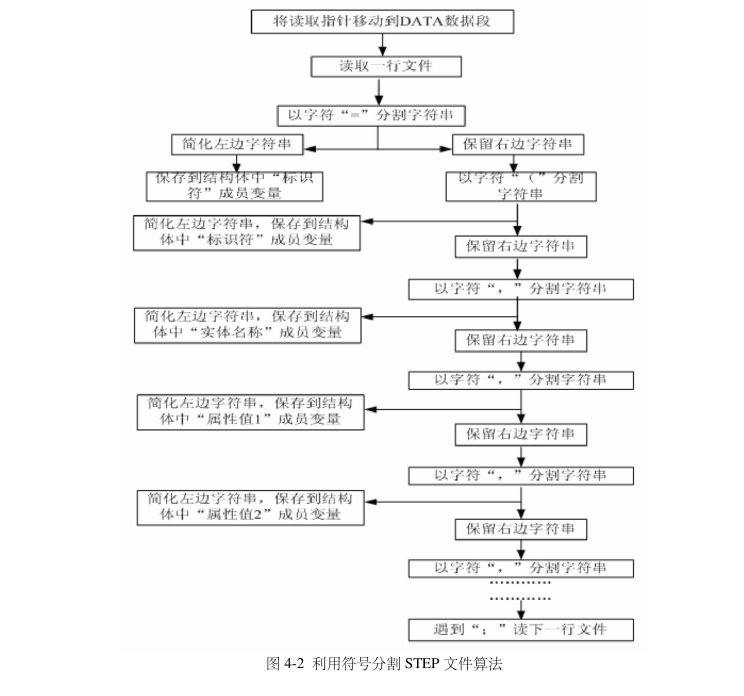 将读取指针移动到DATA数据段
读取一行文件
以字符“=”分割字符串
简化左边字符串
保留右边字符串
保存到结构体中“标识
符”成员变量
以字符“（”分割
字符串
简化左边字符串，保存到结构
体中“标识符”成员变量
保留右边字符串
以字符“，”分割字符串
简化左边字符串，保存到结构
体中“实体名称”成员变量
保留右边字符串
以字符“，”分割字符串
简化左边字符串，保存到结构
体中“属性值1”成员变量
保留右边字符串
以字符“，”分割字符串
简化左边字符串，保存到结构
体中“属性值2”成员变量
保留右边字符串
以字符“，”分割字符串
…………
…………
遇到“；”读下一行文件
图 4-2 利用符号分割 STEP 文件算法